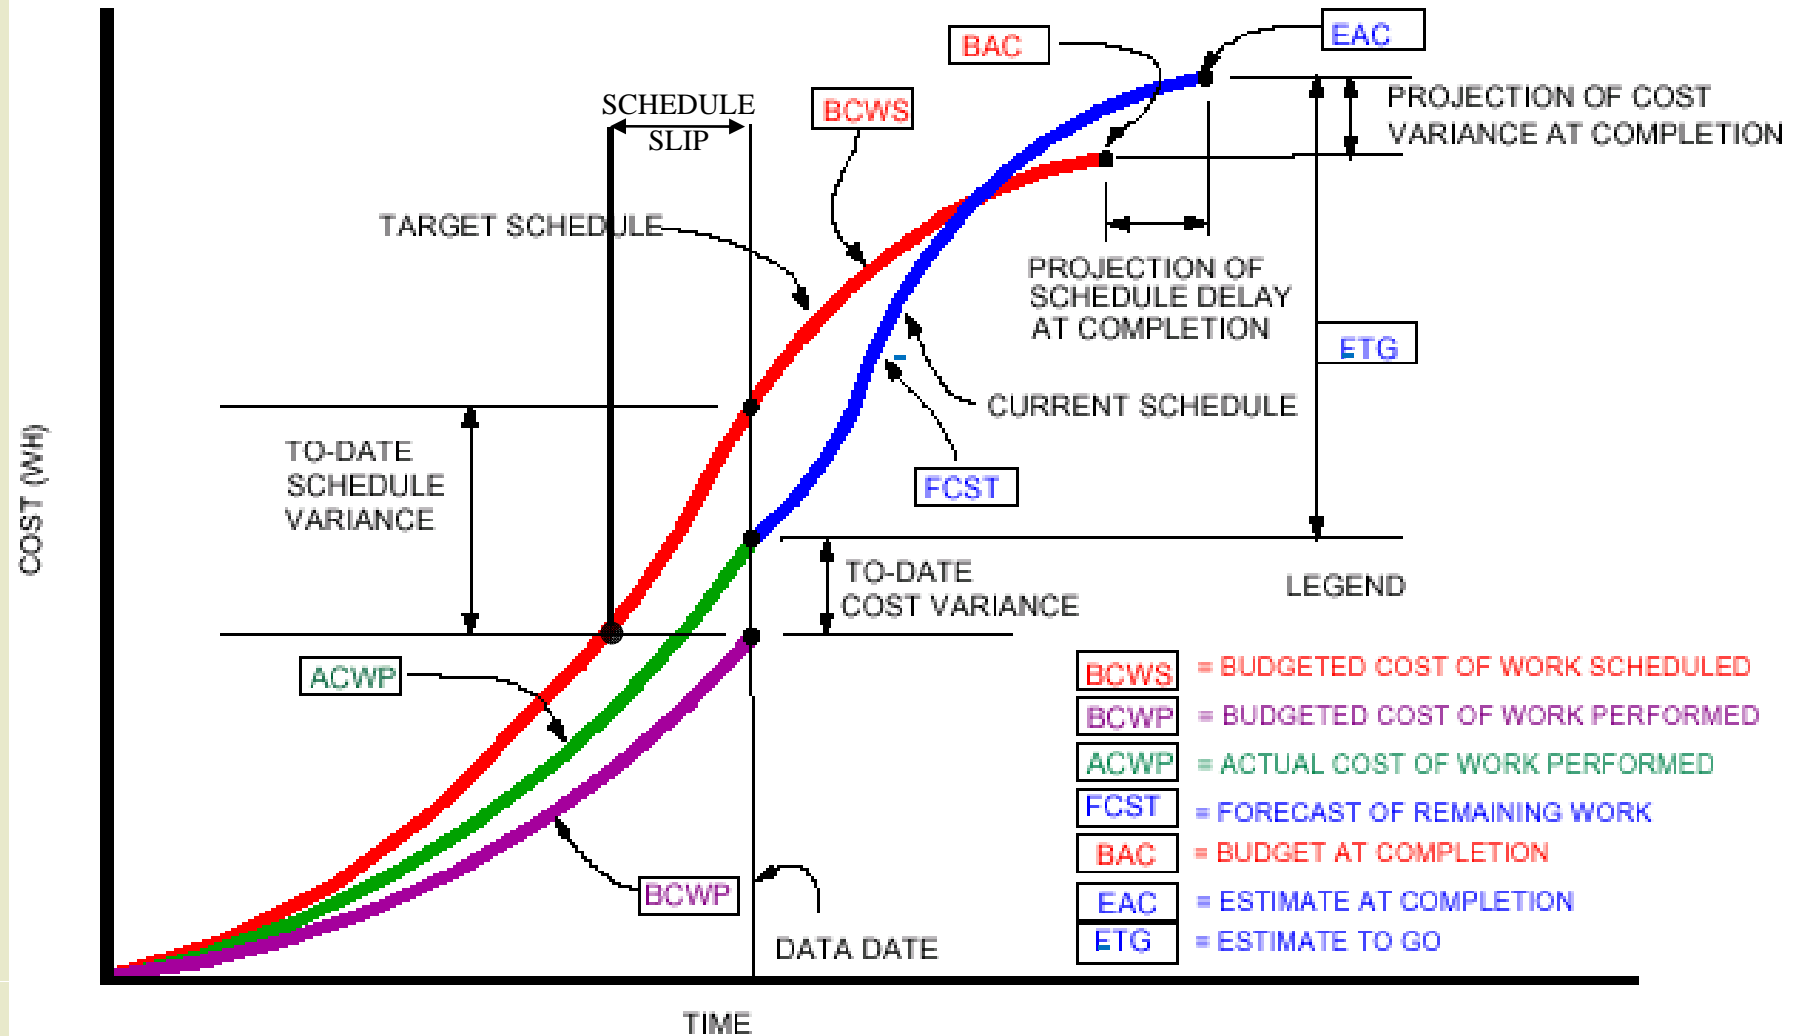 BAC
EAC
SCHEDULE
SLIP
BCWS
PROJECTION OF COST
VARIANCE AT COMPLETION
TARGET SCHEDULE
PROJECTION OF
SCHEDULE DELAY
AT COMPLETION
ETG
CURRENT SCHEDULE
TO-DATE
SCHEDULE
VARIANCE
FCST
COST (WH)
TO-DATE
COST VARIANCE
LEGEND
ACWP
BCWP
DATA DATE
TIME
BCWS = BUDGETED COST OF WORK SCHEDULED
BCWP = BUDGETED COST OF WORK PERFORMED
ACWP = ACTUAL COST OF WORK PERFORMED
FCST = FORECAST OF REMAINING WORK
BAC = BUDGET AT COMPLETION
EAC = ESTIMATE AT COMPLETION
ETG = ESTIMATE TO GO